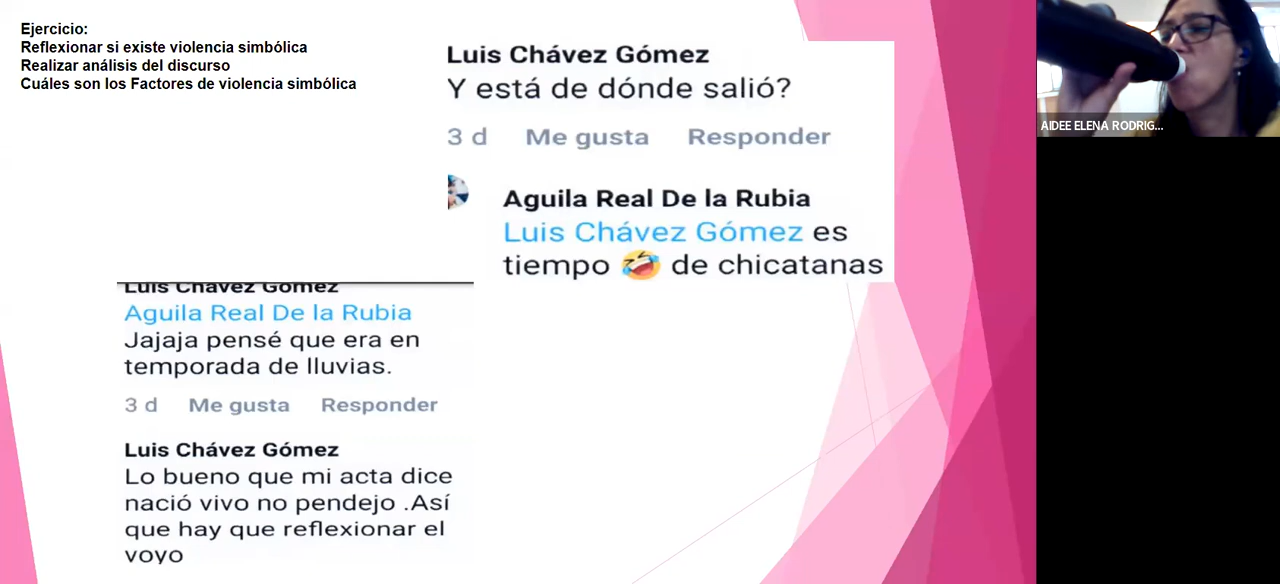 Ejercicio:
Reflexionar si existe violencia simbólica
Realizar análisis del discurso
Cuáles son los Factores de violencia simbólica
Luis Chávez Gómez
Y está de dónde salió?
3 d Me gusta Responder
Aguila Real De la Rubia
Luis Chávez Gómez es
tiempo 🤣 de chicatanas
Luis Chávez Gómez
Aguila Real De la Rubia
Jajaja pensé que era en
temporada de lluvias.
3 d Me gusta Responder
Luis Chávez Gómez
Lo bueno que mi acta dice
nació vivo no pendejo .Así
que hay que reflexionar el
voyo
AIDEE ELENA RODRIG...